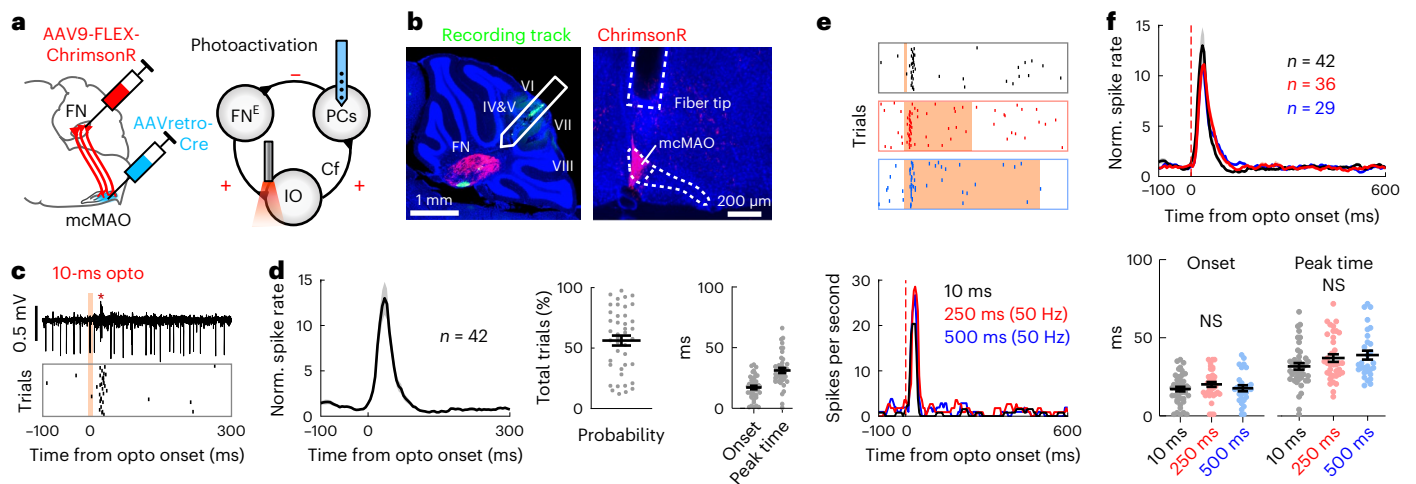 a
AAV9-FLEX-
ChrimsonR
FN
AAVretro-
Cre
mcMAO
Photoactivation
−
FNᴱ
PCs
Cf
IO
+
+
b
Recording track
ChrimsonR
VI
IV&V
VII
FN
VIII
1 mm
Fiber tip
mcMAO
200 µm
c
10-ms opto
*
0.5 mV
Trials
−100
0
300
Time from opto onset (ms)
d
Norm. spike rate
15
10
5
0
n = 42
−100
0
300
Time from opto onset (ms)
Total trials (%)
100
50
0
Probability
ms
100
50
0
Onset
Peak time
e
Trials
Spikes per second
30
20
10
0
10 ms
250 ms (50 Hz)
500 ms (50 Hz)
−100
0
600
Time from opto onset (ms)
f
Norm. spike rate
15
10
5
0
n = 42
n = 36
n = 29
−100
0
600
Time from opto onset (ms)
ms
100
50
0
Onset
NS
Peak time
NS
10 ms
250 ms
500 ms
10 ms
250 ms
500 ms